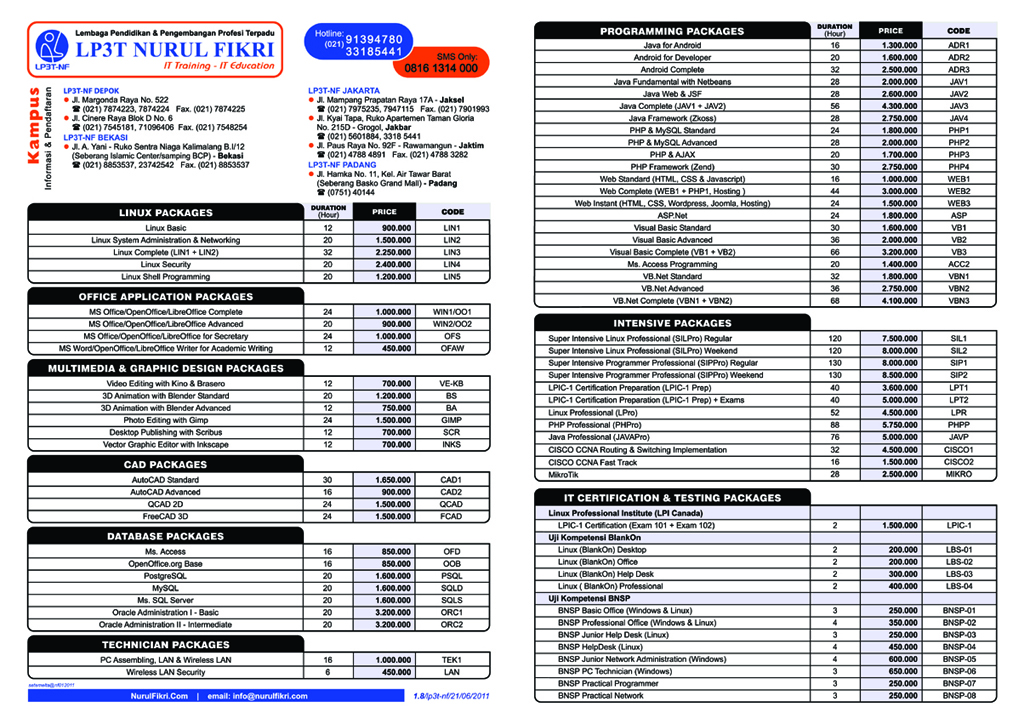 Lembaga Pendidikan & Pengembangan Profesi Terpadu
LP3T NURUL FIKRI
LP3T-NF
IT Training - IT Education
Hotline:
(021)
91394780
33185441
SMS Only:
0816 1314 000
Kampus
Informasi & Pendaftaran
LP3T-NF DEPOK
Jl. Margonda Raya No. 522
☎ (021) 7874223, 7874224 Fax. (021) 7874225
Jl. Cinere Raya Blok D No. 6
☎ (021) 7545181, 71096406 Fax. (021) 7548254
LP3T-NF BEKASI
Jl. A. Yani - Ruko Sentra Niaga Kalimalang B.I/12
(Seberang Islamic Center/samping BCP) - Bekasi
☎ (021) 8853537, 23742542 Fax. (021) 8853537
LP3T-NF JAKARTA
Jl. Mampang Prapatan Raya 17A - Jaksel
☎ (021) 7975235, 7947115 Fax. (021) 7901993
Jl. Kyai Tapa, Ruko Apartemen Taman Gloria
No. 215D - Grogol, Jakbar
☎ (021) 5601884, 3318 5441
Jl. Paus Raya No. 92F - Rawamangun - Jaktim
☎ (021) 4788 4891 Fax. (021) 4788 3282
LP3T-NF PADANG
Jl. Hamka No. 11, Kel. Air Tawar Barat
(Seberang Basko Grand Mall) - Padang
☎ (0751) 40144
LINUX PACKAGES DURATION (Hour) PRICE CODE
Linux Basic 12 900.000 LIN1
Linux System Administration & Networking 20 1.500.000 LIN2
Linux Complete (LIN1 + LIN2) 32 2.250.000 LIN3
Linux Security 20 2.400.000 LIN4
Linux Shell Programming 20 1.200.000 LIN5
OFFICE APPLICATION PACKAGES
MS Office/OpenOffice/LibreOffice Complete 24 1.000.000 WIN1/OO1
MS Office/OpenOffice/LibreOffice Advanced 20 900.000 WIN2/OO2
MS Office/OpenOffice/LibreOffice for Secretary 24 1.000.000 OFS
MS Word/OpenOffice/LibreOffice Writer for Academic Writing 12 450.000 OFAW
MULTIMEDIA & GRAPHIC DESIGN PACKAGES
Video Editing with Kino & Brasero 12 700.000 VE-KB
3D Animation with Blender Standard 20 1.200.000 BS
3D Animation with Blender Advanced 12 750.000 BA
Photo Editing with Gimp 24 1.500.000 GIMP
Desktop Publishing with Scribus 12 700.000 SCR
Vector Graphic Editor with Inkscape 12 700.000 INKS
CAD PACKAGES
AutoCAD Standard 30 1.650.000 CAD1
AutoCAD Advanced 16 900.000 CAD2
QCAD 2D 24 1.500.000 QCAD
FreeCAD 3D 24 1.500.000 FCAD
DATABASE PACKAGES
Ms. Access 16 850.000 OFD
OpenOffice.org Base 16 850.000 OOB
PostgreSQL 20 1.600.000 PSQL
MySQL 20 1.600.000 SQLD
Ms. SQL Server 20 1.600.000 SQLS
Oracle Administration I - Basic 20 3.200.000 ORC1
Oracle Administration II - Intermediate 20 3.200.000 ORC2
TECHNICIAN PACKAGES
PC Assembling, LAN & Wireless LAN 16 1.000.000 TEK1
Wireless LAN Security 6 450.000 LAN
NurulFikri.Com | email: info@nurulfikri.com
1.8/lp3t-nf/21/06/2011
PROGRAMMING PACKAGES DURATION (Hour) PRICE CODE
Java for Android 16 1.300.000 ADR1
Android for Developer 20 1.600.000 ADR2
Android Complete 32 2.500.000 ADR3
Java Fundamental with Netbeans 28 2.000.000 JAV1
Java Web & JSF 28 2.600.000 JAV2
Java Complete (JAV1 + JAV2) 56 4.300.000 JAV3
Java Framework (Zkoss) 28 2.750.000 JAV4
PHP & MySQL Standard 24 1.800.000 PHP1
PHP & MySQL Advanced 28 2.000.000 PHP2
PHP & AJAX 20 1.700.000 PHP3
PHP Framework (Zend) 30 2.750.000 PHP4
Web Standard (HTML, CSS & Javascript) 16 1.000.000 WEB1
Web Complete (WEB1 + PHP1, Hosting ) 44 3.000.000 WEB2
Web Instant (HTML, CSS, Wordpress, Joomla, Hosting) 24 1.500.000 WEB3
ASP.Net 24 1.800.000 ASP
Visual Basic Standard 30 1.600.000 VB1
Visual Basic Advanced 36 2.000.000 VB2
Visual Basic Complete (VB1 + VB2) 66 3.200.000 VB3
Ms. Access Programming 20 1.400.000 ACC2
VB.Net Standard 32 1.800.000 VBN1
VB.Net Advanced 36 2.750.000 VBN2
VB.Net Complete (VBN1 + VBN2) 68 4.100.000 VBN3
INTENSIVE PACKAGES
Super Intensive Linux Professional (SILPro) Regular 120 7.500.000 SIL1
Super Intensive Linux Professional (SILPro) Weekend 120 8.000.000 SIL2
Super Intensive Programmer Professional (SIPPro) Regular 130 8.000.000 SIP1
Super Intensive Programmer Professional (SIPPro) Weekend 130 8.500.000 SIP2
LPIC-1 Certification Preparation (LPIC-1 Prep) 40 3.600.000 LPT1
LPIC-1 Certification Preparation (LPIC-1 Prep) + Exams 40 5.000.000 LPT2
Linux Professional (LPro) 52 4.500.000 LPR
PHP Professional (PHPro) 88 5.750.000 PHPP
Java Professional (JAVAPro) 76 5.000.000 JAVP
CISCO CCNA Routing & Switching Implementation 32 4.500.000 CISCO1
CISCO CCNA Fast Track 16 1.500.000 CISCO2
MikroTik 28 2.500.000 MIKRO
IT CERTIFICATION & TESTING PACKAGES
Linux Professional Institute (LPI Canada)
LPIC-1 Certification (Exam 101 + Exam 102) 2 1.500.000 LPIC-1
Uji Kompetensi BlankOn
Linux (BlankOn) Desktop 2 200.000 LBS-01
Linux (BlankOn) Office 2 200.000 LBS-02
Linux (BlankOn) Help Desk 2 300.000 LBS-03
Linux ( BlankOn) Professional 2 400.000 LBS-04
Uji Kompetensi BNSP
BNSP Basic Office (Windows & Linux) 3 250.000 BNSP-01
BNSP Professional Office (Windows & Linux) 4 350.000 BNSP-02
BNSP Junior Help Desk (Linux) 3 250.000 BNSP-03
BNSP HelpDesk (Linux) 4 450.000 BNSP-04
BNSP Junior Network Administration (Windows) 4 600.000 BNSP-05
BNSP PC Technician (Windows) 6 650.000 BNSP-06
BNSP Practical Programmer 3 250.000 BNSP-07
BNSP Practical Network 3 250.000 BNSP-08